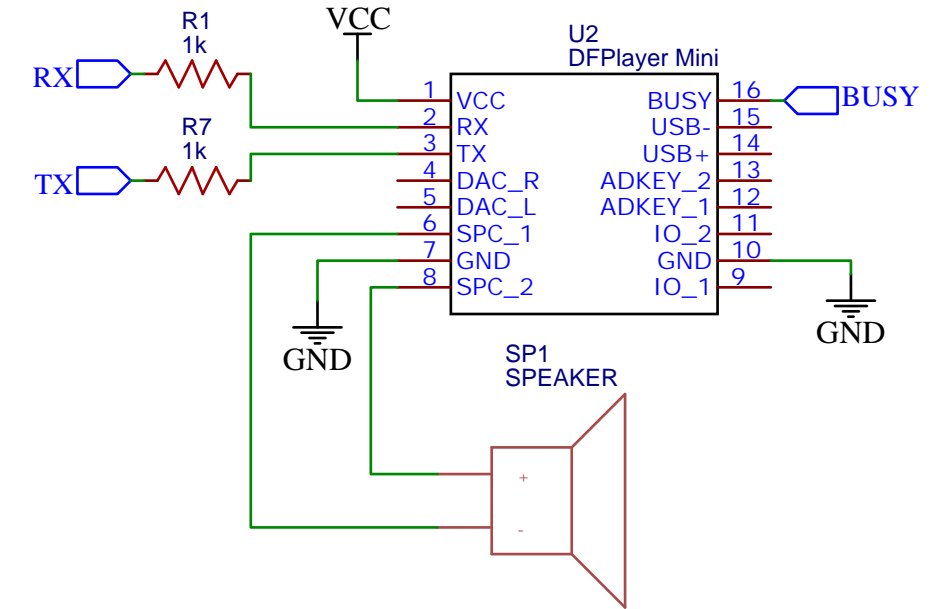 VCC
R1
1k
RX
R7
1k
TX
U2
DFPlayer Mini
1 VCC
2 RX
3 TX
4 DAC_R
5 DAC_L
6 SPC_1
7 GND
8 SPC_2
BUSY 16 BUSY
USB- 15
USB+ 14
ADKEY_2 13
ADKEY_1 12
IO_2 11
GND 10
IO_1 9
GND
GND
SP1
SPEAKER
+
-